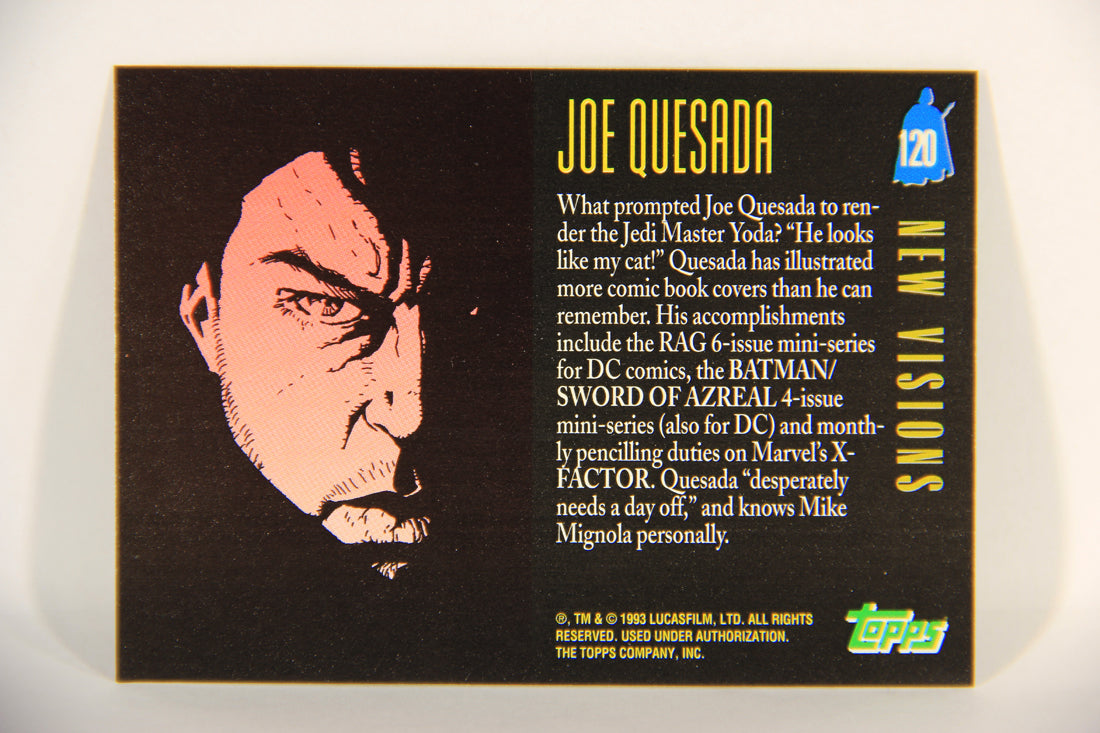 JOE QUESADA
What prompted Joe Quesada to ren-
der the Jedi Master Yoda? “He looks
like my cat!” Quesada has illustrated
more comic book covers than he can
remember. His accomplishments
include the RAG 6-issue mini-series
for DC comics, the BATMAN/
SWORD OF AZREAL 4-issue
mini-series (also for DC) and month-
ly pencilling duties on Marvel’s X-
FACTOR. Quesada “desperately
needs a day off,” and knows Mike
Mignola personally.
®, TM & © 1993 LUCASFILM, LTD. ALL RIGHTS
RESERVED. USED UNDER AUTHORIZATION.
THE TOPPS COMPANY, INC.
120
NEW VISIONS
topps